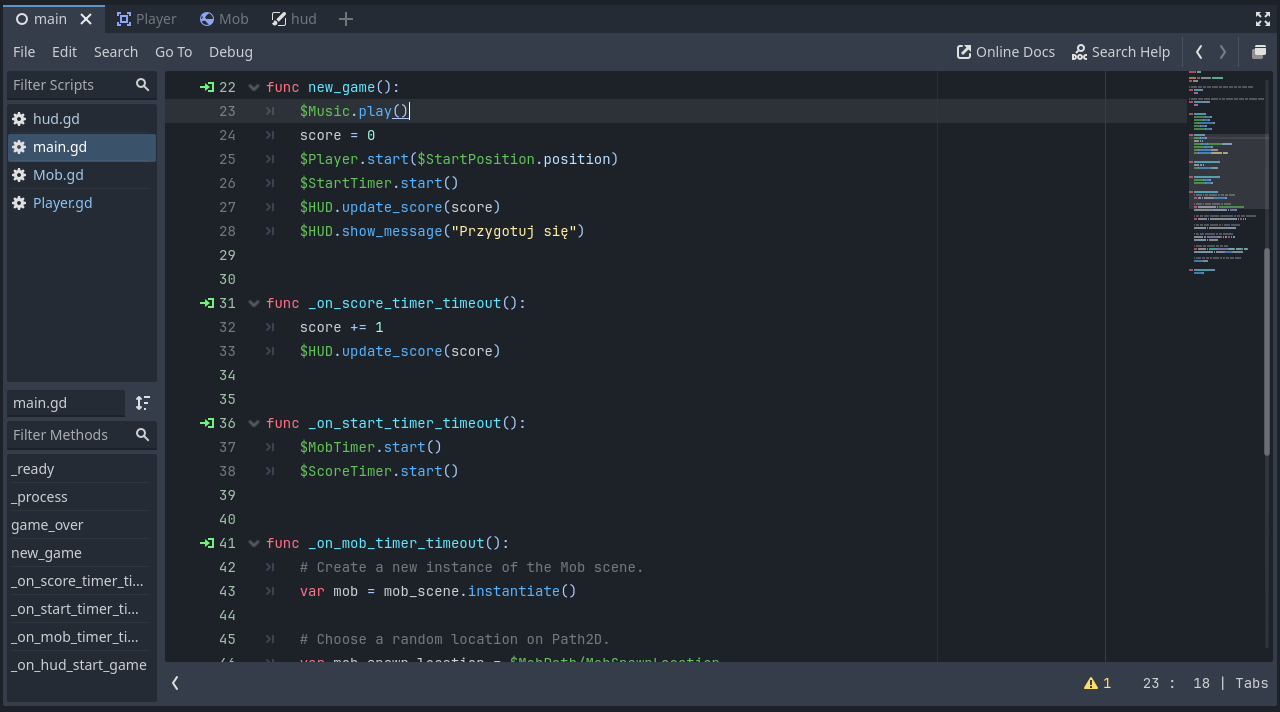 main Player Mob hud
File Edit Search Go To Debug Online Docs Search Help
Filter Scripts
hud.gd
main.gd
Mob.gd
Player.gd
main.gd
Filter Methods
_ready
_process
game_over
new_game
_on_score_timer_ti...
_on_start_timer_ti...
_on_mob_timer_ti...
_on_hud_start_game
22 func new_game():
23 $Music.play()
24 score = 0
25 $Player.start($StartPosition.position)
26 $StartTimer.start()
27 $HUD.update_score(score)
28 $HUD.show_message("Przygotuj się")
29
30
31 func _on_score_timer_timeout():
32 score += 1
33 $HUD.update_score(score)
34
35
36 func _on_start_timer_timeout():
37 $MobTimer.start()
38 $ScoreTimer.start()
39
40
41 func _on_mob_timer_timeout():
42 # Create a new instance of the Mob scene.
43 var mob = mob_scene.instantiate()
44
45 # Choose a random location on Path2D.
46 var mob_spawn_location = $MobPath/MobSpawnLocation
1 23 : 18 | Tabs